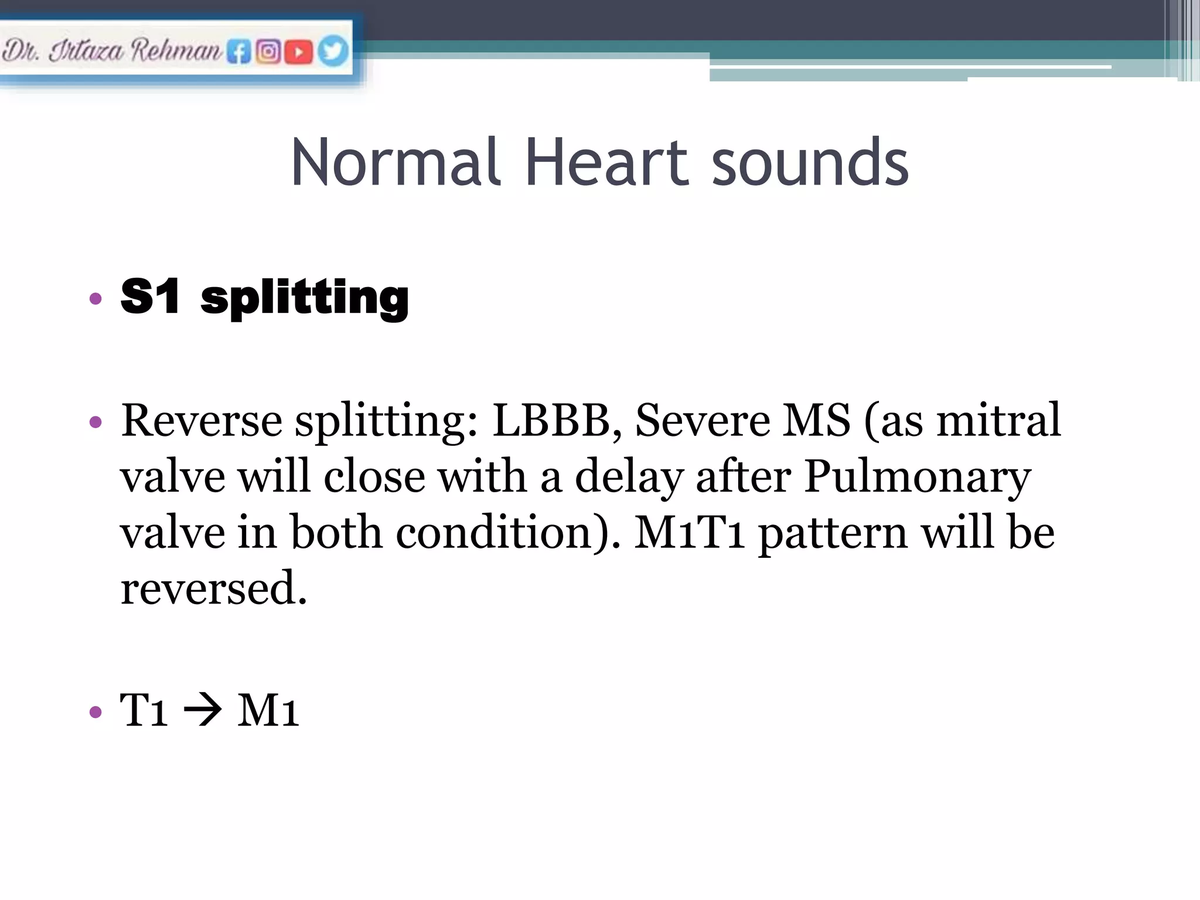 Dr. Irtaza Rehman
Normal Heart sounds
• S1 splitting
• Reverse splitting: LBBB, Severe MS (as mitral
valve will close with a delay after Pulmonary
valve in both condition). M1T1 pattern will be
reversed.
• T1 → M1